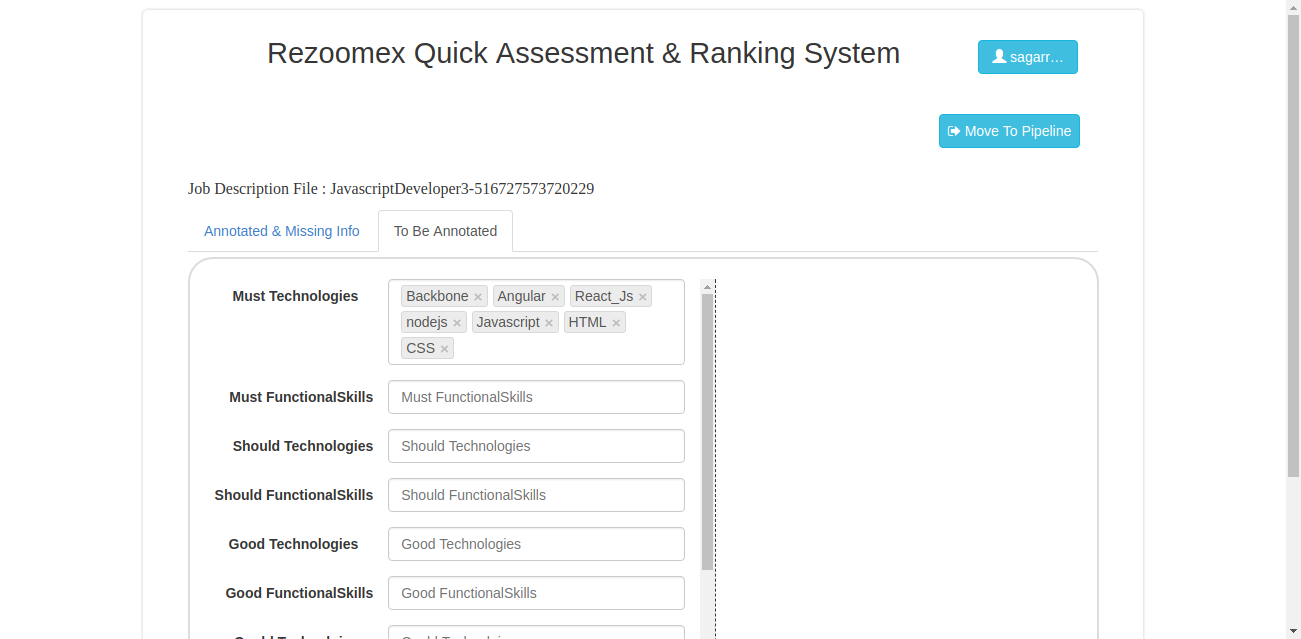 Rezoomex Quick Assessment & Ranking System
sagarr…
Move To Pipeline
Job Description File : JavascriptDeveloper3-516727573720229
Annotated & Missing Info
To Be Annotated
Must Technologies
Backbone × Angular × React_Js ×
nodejs × Javascript × HTML ×
CSS ×
Must FunctionalSkills
Must FunctionalSkills
Should Technologies
Should Technologies
Should FunctionalSkills
Should FunctionalSkills
Good Technologies
Good Technologies
Good FunctionalSkills
Good FunctionalSkills